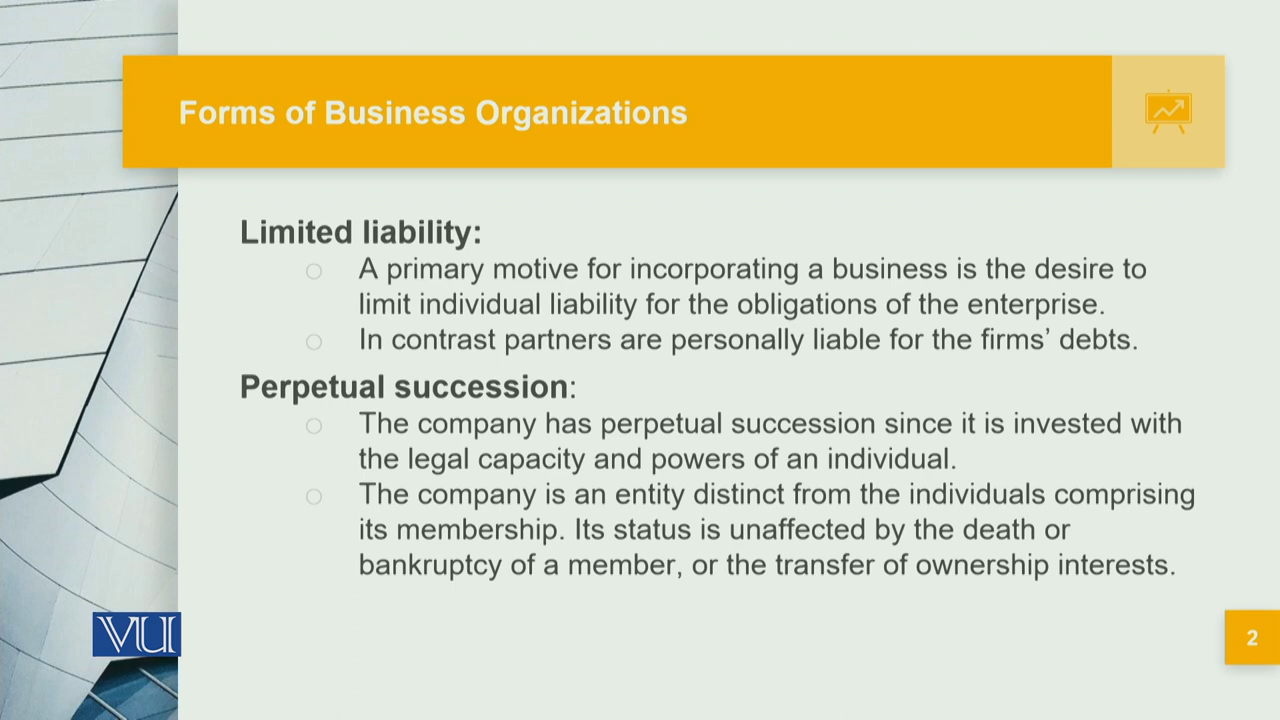 Forms of Business Organizations
Limited liability:
○ A primary motive for incorporating a business is the desire to
limit individual liability for the obligations of the enterprise.
○ In contrast partners are personally liable for the firms’ debts.
Perpetual succession:
○ The company has perpetual succession since it is invested with
the legal capacity and powers of an individual.
○ The company is an entity distinct from the individuals comprising
its membership. Its status is unaffected by the death or
bankruptcy of a member, or the transfer of ownership interests.
VU
2